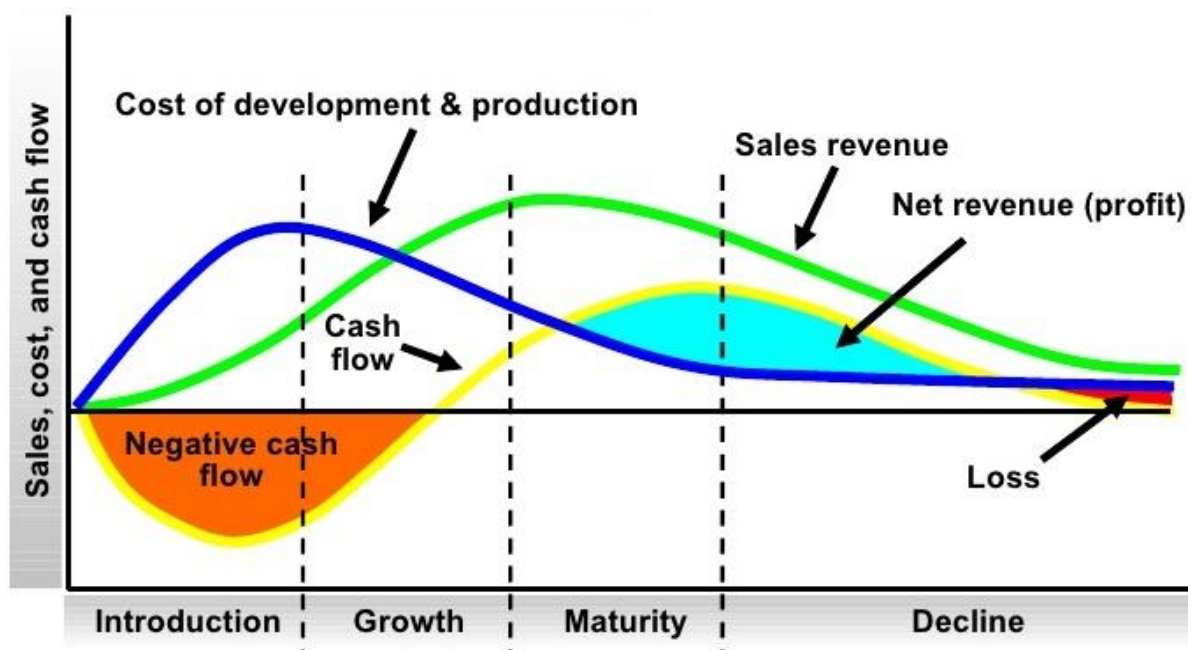 Sales, cost, and cash flow
Cost of development & production
Sales revenue
Net revenue (profit)
Cash
flow
Negative cash
flow
Loss
Introduction
Growth
Maturity
Decline